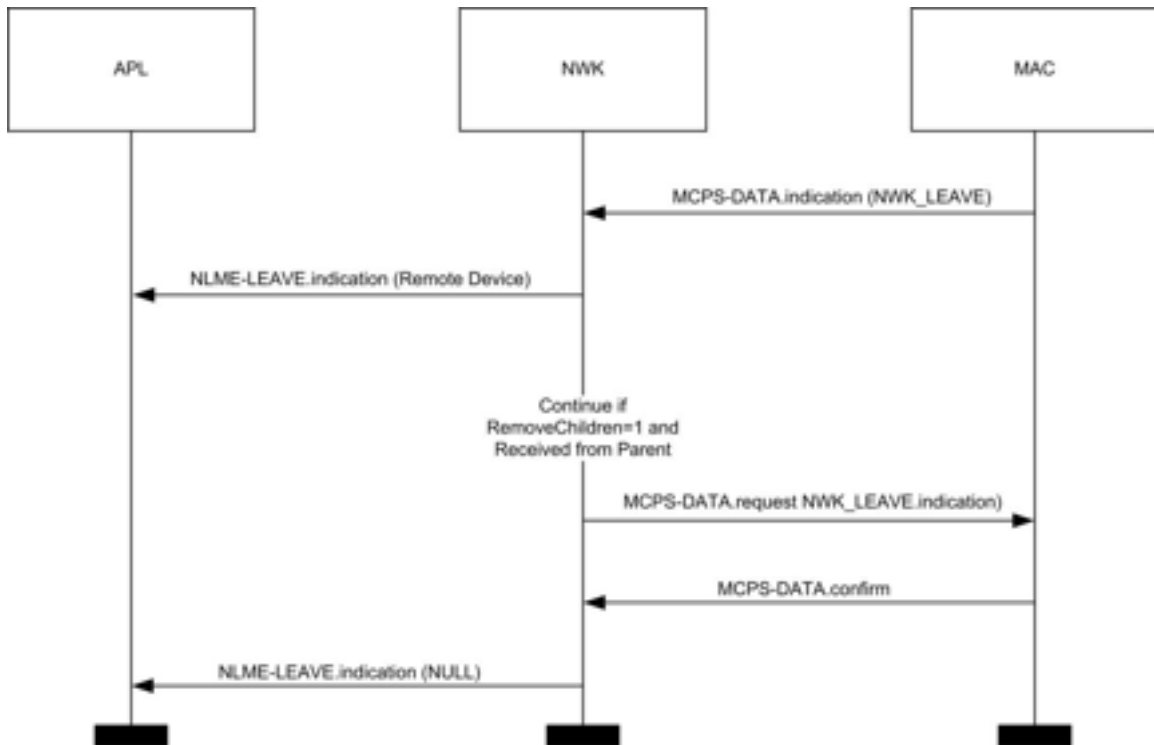 APL
NWK
MAC
MCPS-DATA.indication (NWK_LEAVE)
NLME-LEAVE.indication (Remote Device)
Continue if
RemoveChildren=1 and
Received from Parent
MCPS-DATA.request NWK_LEAVE.indication)
MCPS-DATA.confirm
NLME-LEAVE.indication (NULL)